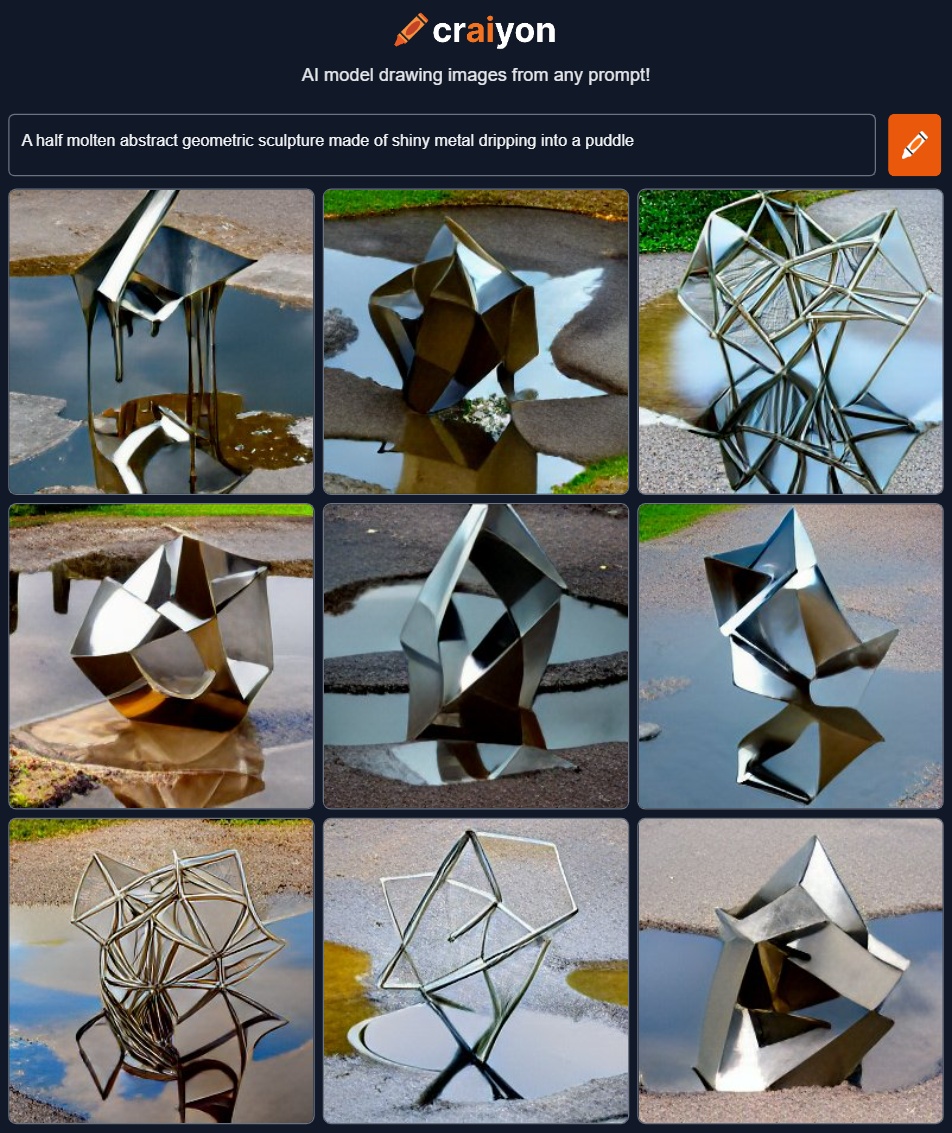 craiyon
AI model drawing images from any prompt!
A half molten abstract geometric sculpture made of shiny metal dripping into a puddle